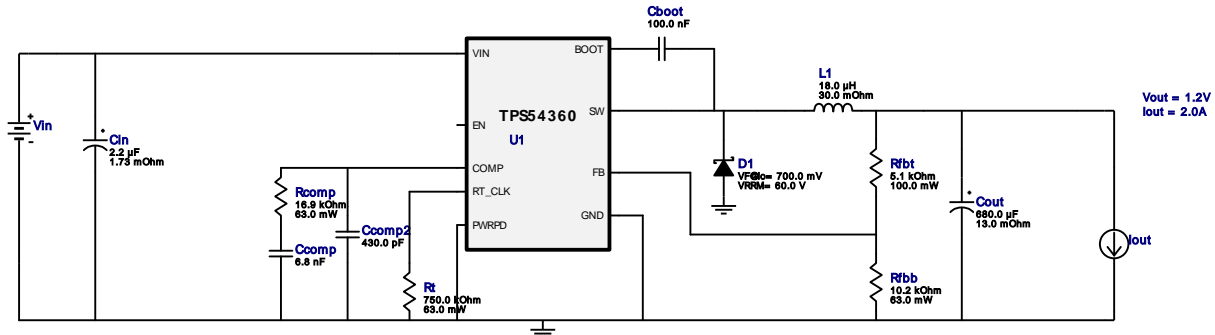 Cboot
100.0 nF
VIN
BOOT
L1
18.0 µH
30.0 mOhm
Vout = 1.2V
Iout = 2.0A
TPS54360
SW
Vin
+
-
EN
U1
Cin
2.2 µF
1.73 mOhm
COMP
FB
D1
VRRM= 60.0 V
Rfbt
5.1 kOhm
100.0 mW
RT_CLK
Rcomp
16.9 kOhm
63.0 mW
Cout
680.0 µF
13.0 mOhm
GND
PWRPD
Ccomp2
430.0 pF
Ccomp
6.8 nF
Iout
Rfbb
10.2 kOhm
63.0 mW
Rt
750.0 kOhm
63.0 mW